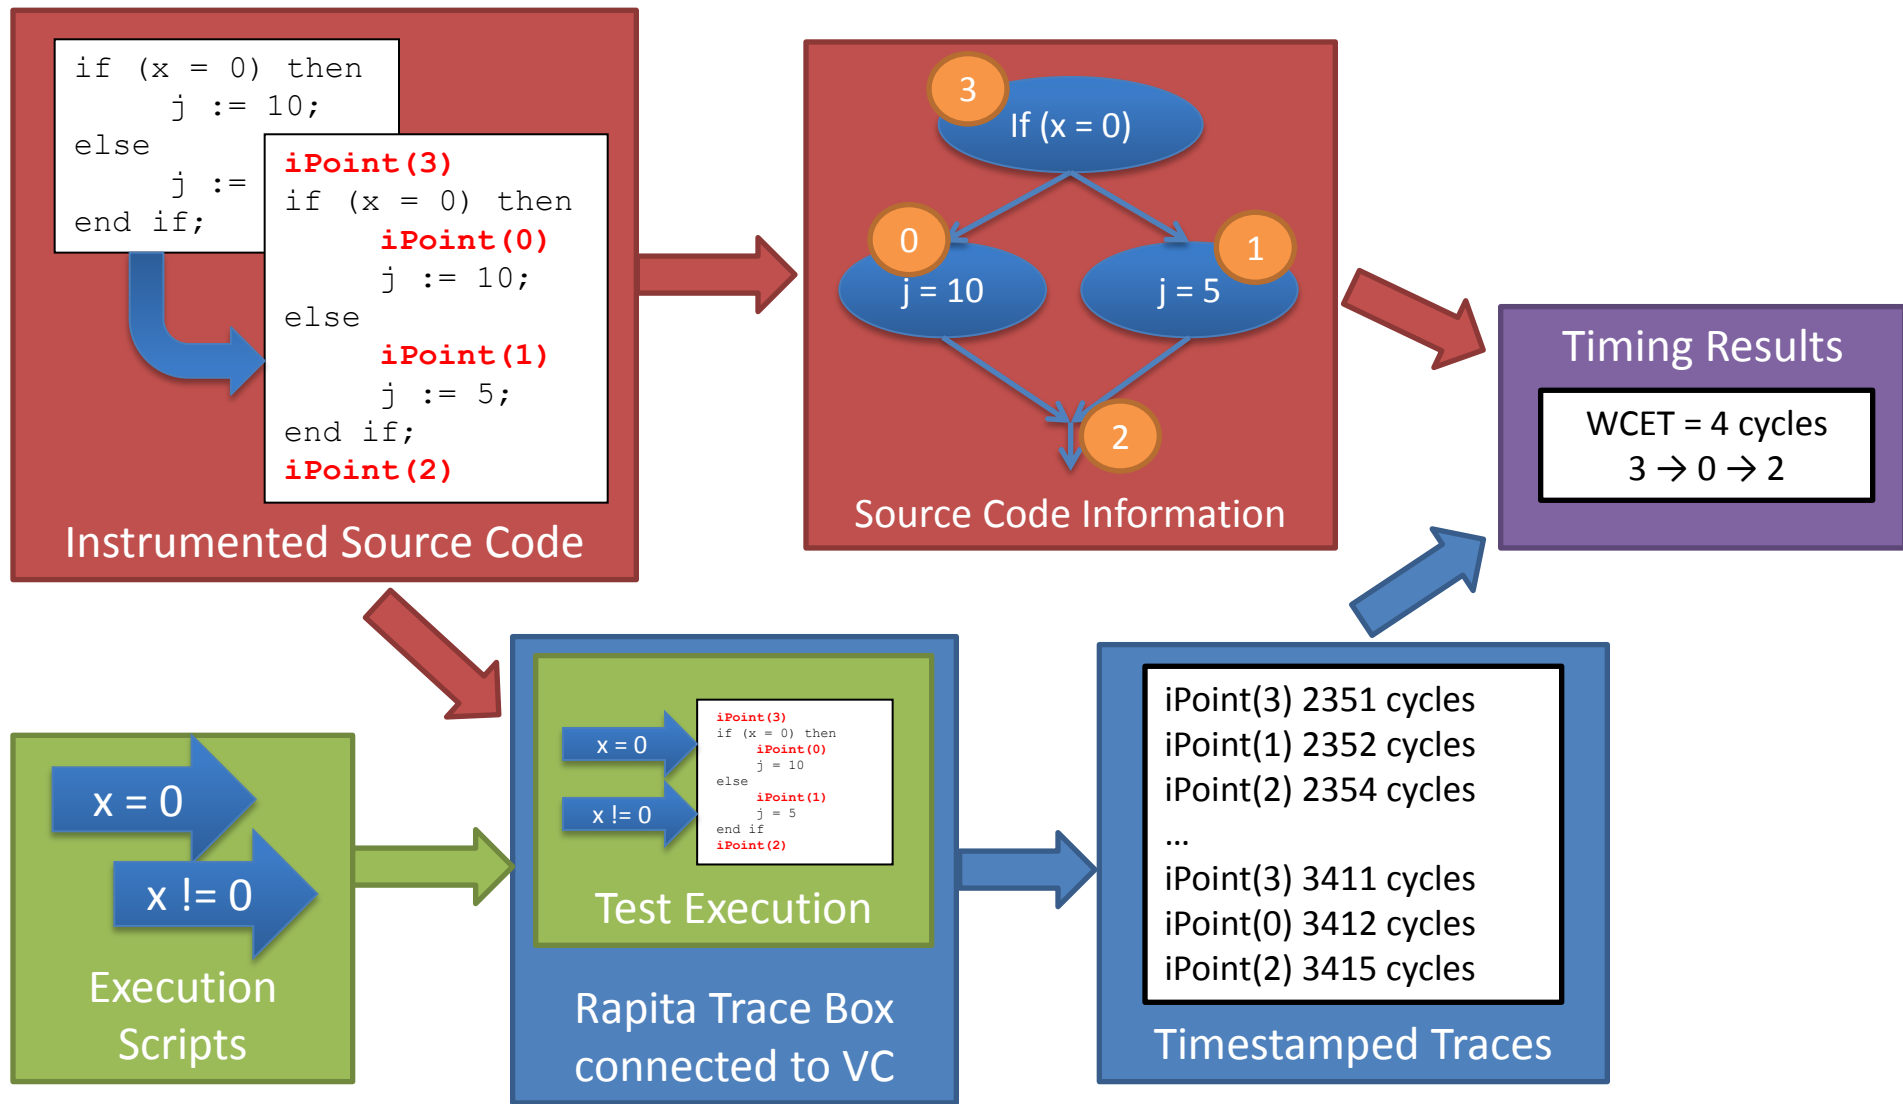 if (x = 0) then
j := 10;
else
j :=
end if;
iPoint(3)
if (x = 0) then
iPoint(0)
j := 10;
else
iPoint(1)
j := 5;
end if;
iPoint(2)
Instrumented Source Code
3
If (x = 0)
0
j = 10
1
j = 5
2
Source Code Information
Timing Results
WCET = 4 cycles
3 → 0 → 2
x = 0
x != 0
Execution
Scripts
x = 0
x != 0
iPoint(3)
if (x = 0) then
iPoint(0)
j = 10
else
iPoint(1)
j = 5
end if
iPoint(2)
Test Execution
Rapita Trace Box
connected to VC
iPoint(3) 2351 cycles
iPoint(1) 2352 cycles
iPoint(2) 2354 cycles
...
iPoint(3) 3411 cycles
iPoint(0) 3412 cycles
iPoint(2) 3415 cycles
Timestamped Traces